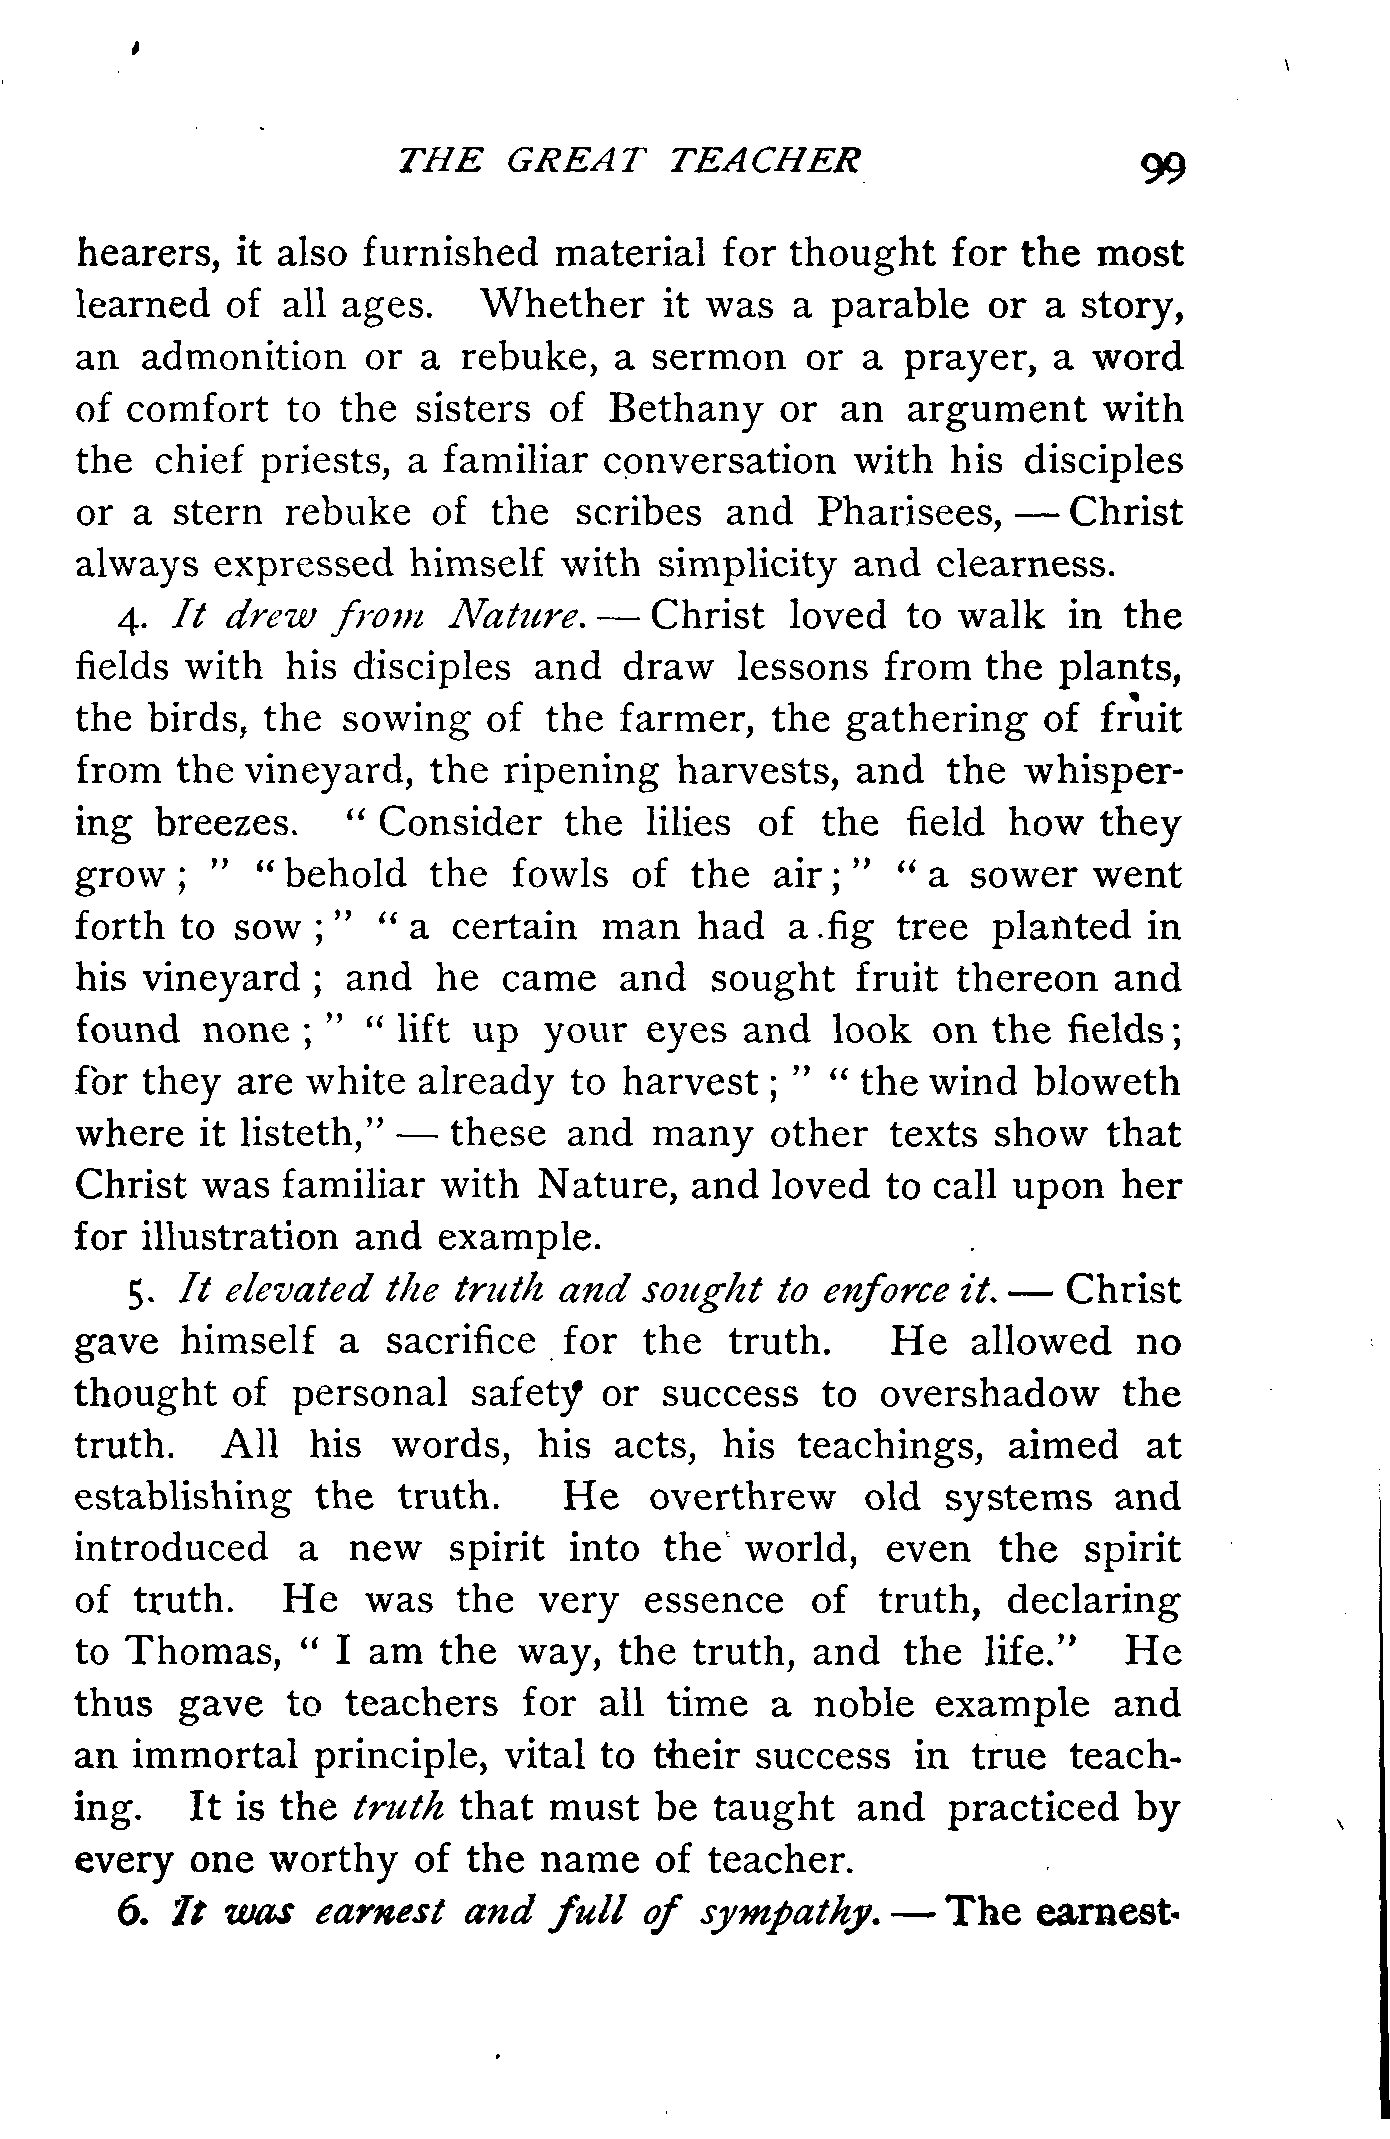 THE GREAT TEACHER 99
hearers, it also furnished material for thought for the most
learned of all ages. Whether it was a parable or a story,
an admonition or a rebuke, a sermon or a prayer, a word
of comfort to the sisters of Bethany or an argument with
the chief priests, a familiar conversation with his disciples
or a stern rebuke of the scribes and Pharisees, — Christ
always expressed himself with simplicity and clearness.
4. It drew from Nature. — Christ loved to walk in the
fields with his disciples and draw lessons from the plants,
the birds, the sowing of the farmer, the gathering of fruit
from the vineyard, the ripening harvests, and the whisper-
ing breezes. “ Consider the lilies of the field how they
grow ; ” “ behold the fowls of the air ; ” “ a sower went
forth to sow ; ” “ a certain man had a fig tree planted in
his vineyard ; and he came and sought fruit thereon and
found none ; ” “ lift up your eyes and look on the fields ;
for they are white already to harvest ; ” “ the wind bloweth
where it listeth,” — these and many other texts show that
Christ was familiar with Nature, and loved to call upon her
for illustration and example.
5. It elevated the truth and sought to enforce it. — Christ
gave himself a sacrifice for the truth. He allowed no
thought of personal safety or success to overshadow the
truth. All his words, his acts, his teachings, aimed at
establishing the truth. He overthrew old systems and
introduced a new spirit into the world, even the spirit
of truth. He was the very essence of truth, declaring
to Thomas, “ I am the way, the truth, and the life.” He
thus gave to teachers for all time a noble example and
an immortal principle, vital to their success in true teach-
ing. It is the truth that must be taught and practiced by
every one worthy of the name of teacher.
6. It was earnest and full of sympathy. — The earnest-